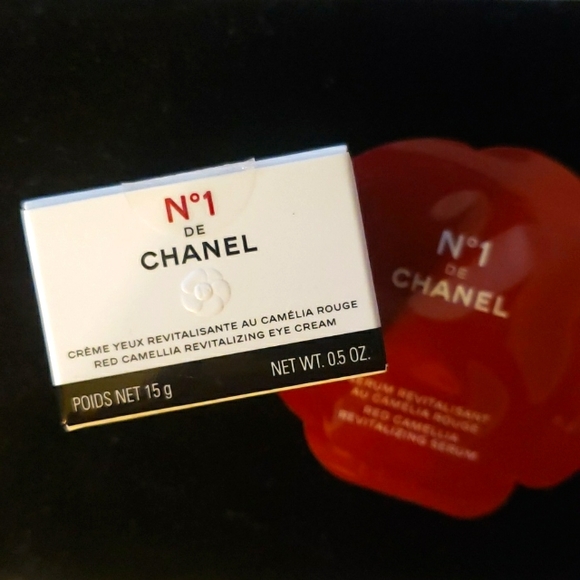 N°1
DE
CHANEL
CRÈME YEUX REVITALISANTE AU CAMÉLIA ROUGE
RED CAMELLIA REVITALIZING EYE CREAM
POIDS NET 15 g
NET WT. 0.5 OZ.
N°1
DE
CHANEL
SÉRUM REVITALISANT
AU CAMÉLIA ROUGE
RED CAMELLIA
REVITALIZING SERUM